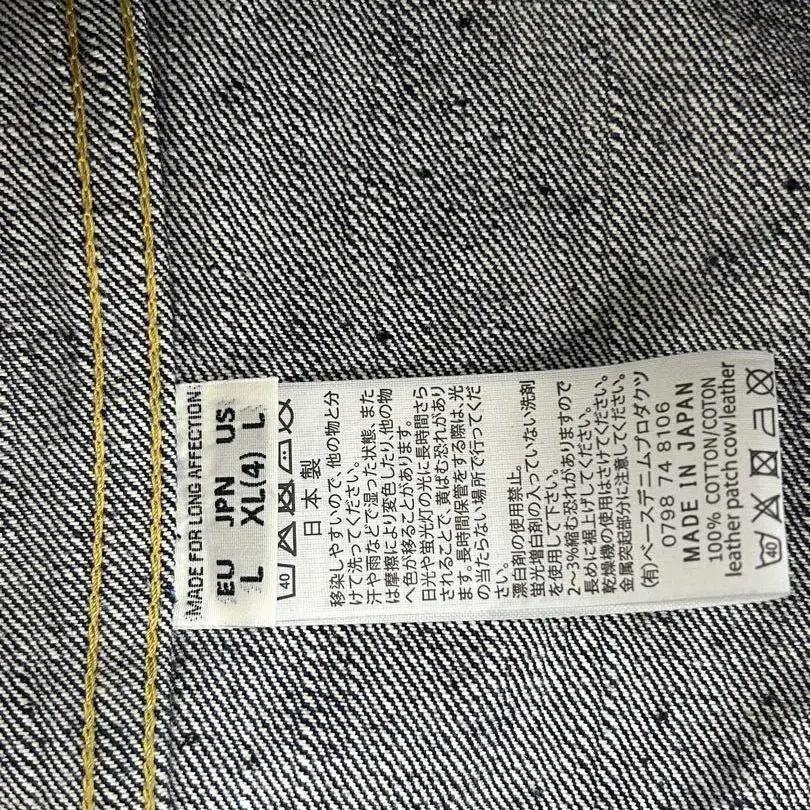 MADE FOR LONG AFFECTION
EU JPN US
L XL(4) L
40
日本製
移染しやすいので、他の物と分
けて洗ってください。
汗や雨などで湿った状態、また
は摩擦により変色したり、他の物
へ色が移ることがあります。
日光や蛍光灯の光に長時間さら
されることで、黄ばむ恐れがあり
ます。長時間保管をする際は、光
の当たらない場所で行ってくだ
さい。
漂白剤の使用禁止。
蛍光増白剤の入っていない洗剤
を使用して下さい。
2~3%縮む恐れがありますので
長めに裾上げしてください。
乾燥機の使用はさけてください。
金属突起部分に注意してください。
(有)ベースデニムプロダクツ
0798 74 8106
MADE IN JAPAN
100% COTTON/COTON
leather patch cow leather
40